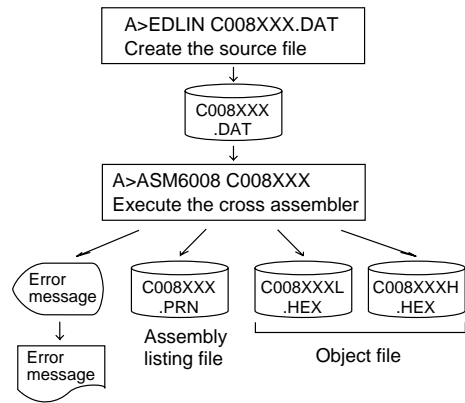 A>EDLIN C008XXX.DAT
Create the source file
C008XXX
.DAT
A>ASM6008 C008XXX
Execute the cross assembler
Error
message
C008XXX
.PRN
C008XXXL
.HEX
C008XXXH
.HEX
Error
message
Assembly
listing file
Object file